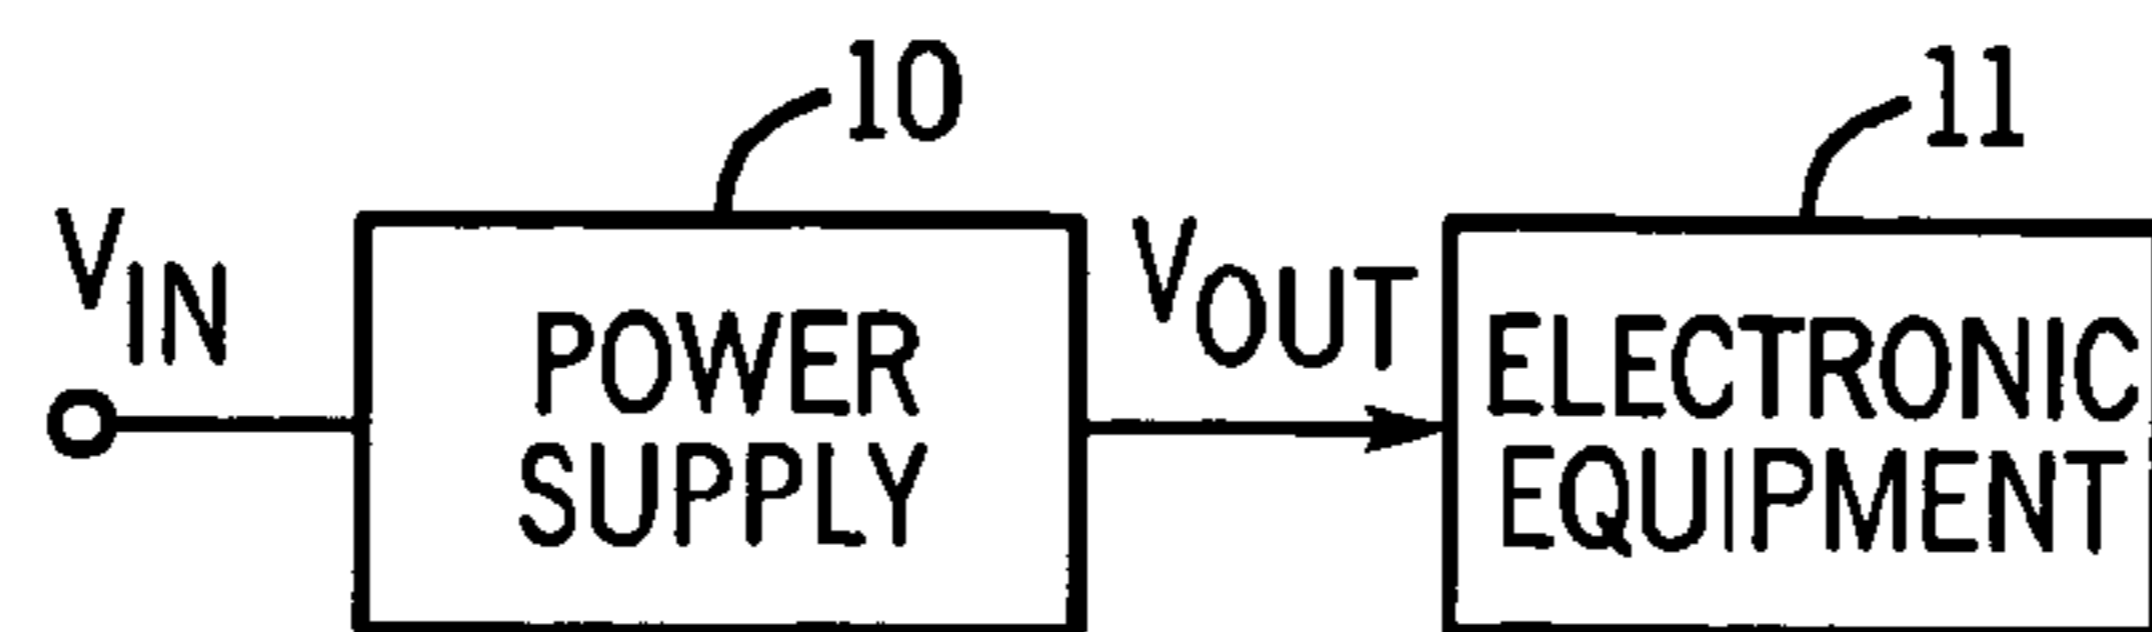 10
11
VIN
VOUT
POWER
SUPPLY
ELECTRONIC
EQUIPMENT